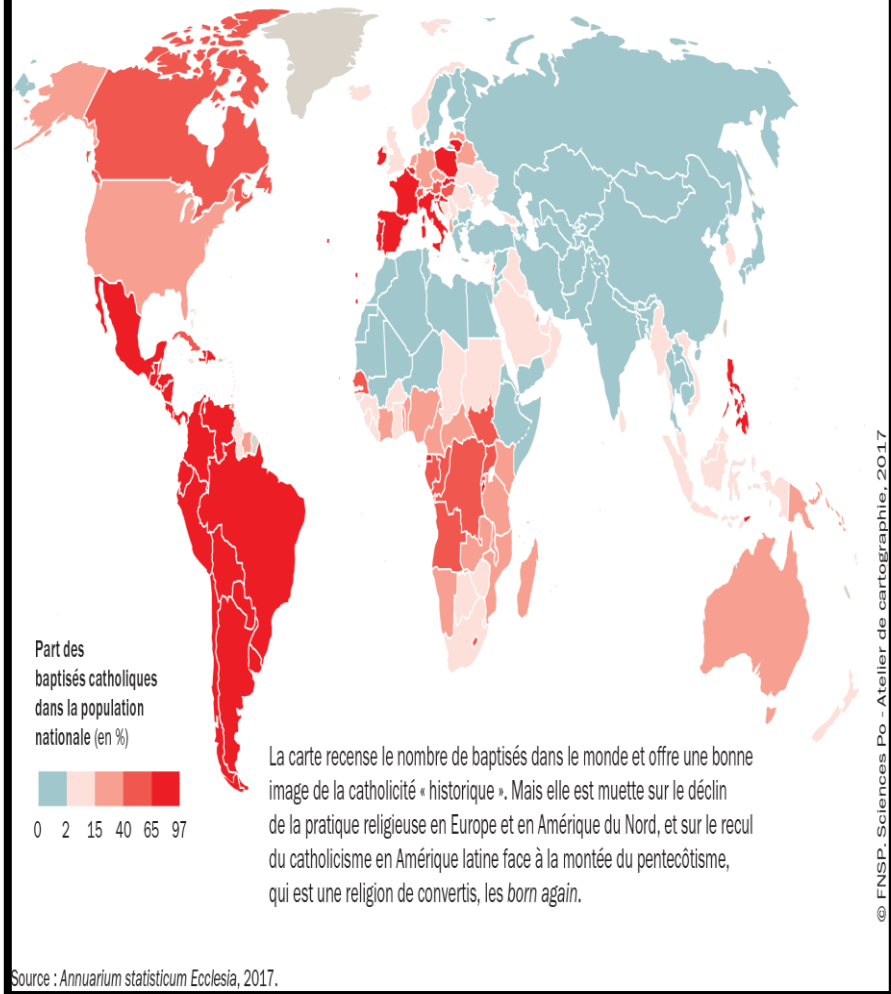 Part des
baptisés catholiques
dans la population
nationale (en %)
0 2 15 40 65 97
La carte recense le nombre de baptisés dans le monde et offre une bonne
image de la catholicité « historique ». Mais elle est muette sur le déclin
de la pratique religieuse en Europe et en Amérique du Nord, et sur le recul
du catholicisme en Amérique latine face à la montée du pentecôtisme,
qui est une religion de convertis, les born again.
© FNSP. Sciences Po - Atelier de cartographie, 2017
Source : Annuarium statisticum Ecclesia, 2017.